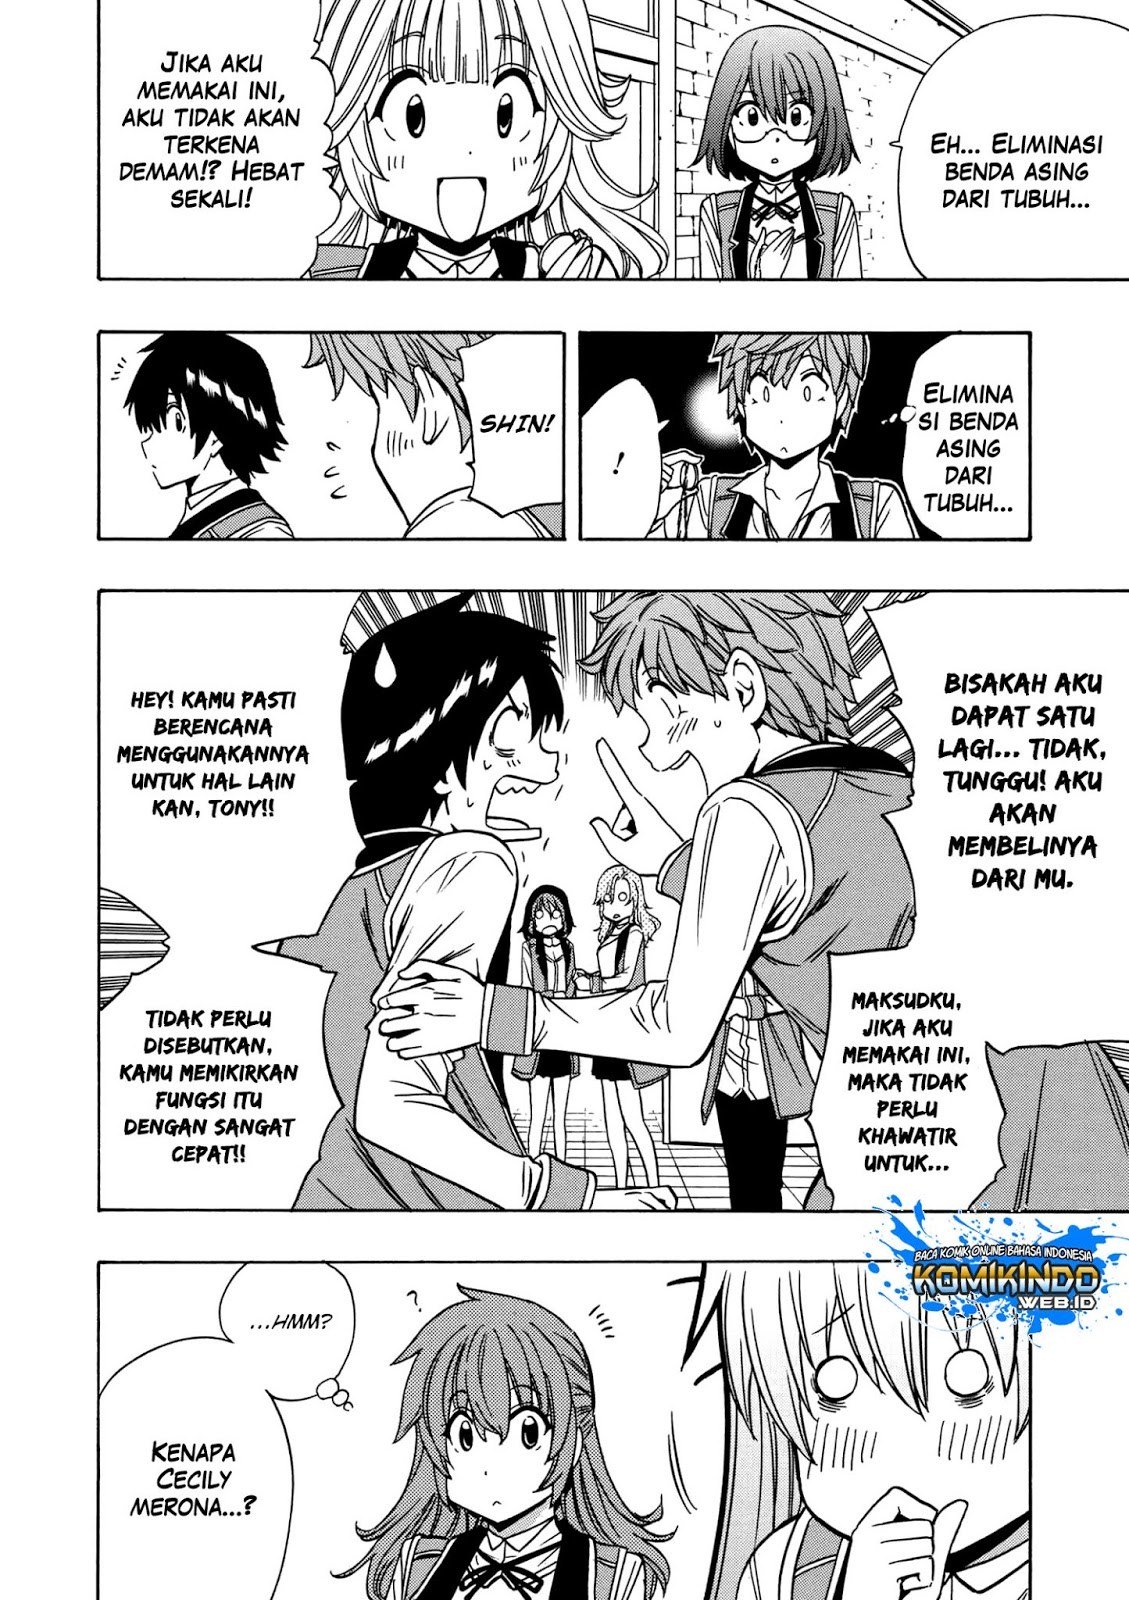 EH... ELIMINASI
BENDA ASING
DARI TUBUH...
JIKA AKU
MEMAKAI INI,
AKU TIDAK AKAN
TERKENA
DEMAM!? HEBAT
SEKALI!
ELIMINA
SI BENDA
ASING
DARI
TUBUH...
!
SHIN!
BISAKAH AKU
DAPAT SATU
LAGI... TIDAK,
TUNGGU! AKU
AKAN
MEMBELINYA
DARI MU.
HEY! KAMU PASTI
BERENCANA
MENGGUNAKANNYA
UNTUK HAL LAIN
KAN, TONY!!
MAKSUDKU,
JIKA AKU
MEMAKAI INI,
MAKA TIDAK
PERLU
KHAWATIR
UNTUK...
TIDAK PERLU
DISEBUTKAN,
KAMU MEMIKIRKAN
FUNGSI ITU
DENGAN SANGAT
CEPAT!!
BACA KOMIK ONLINE BAHASA INDONESIA
KOMIKINDO
WEB.ID
?
...HMM?
KENAPA
CECILY
MERONA...?